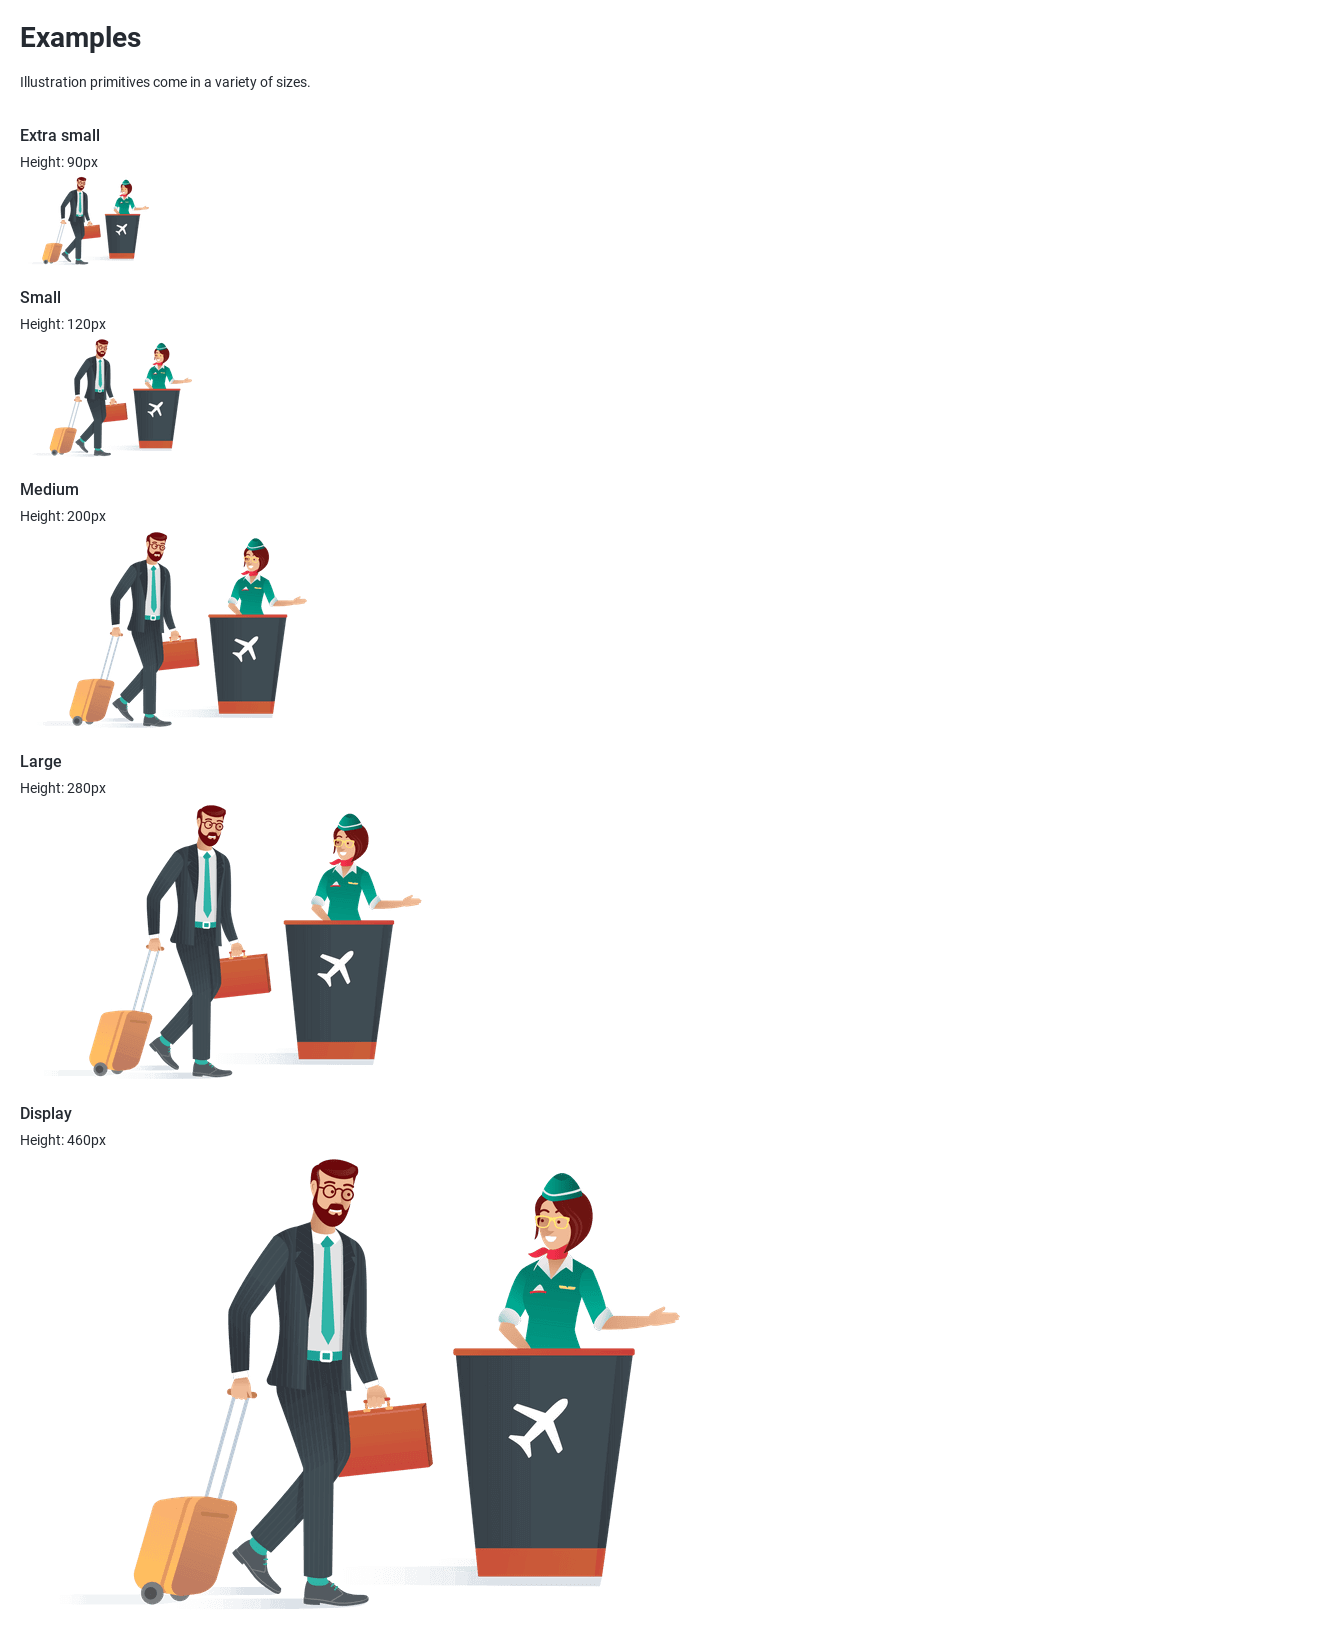 Examples
Illustration primitives come in a variety of sizes.
Extra small
Height: 90px
Small
Height: 120px
Medium
Height: 200px
Large
Height: 280px
Display
Height: 460px